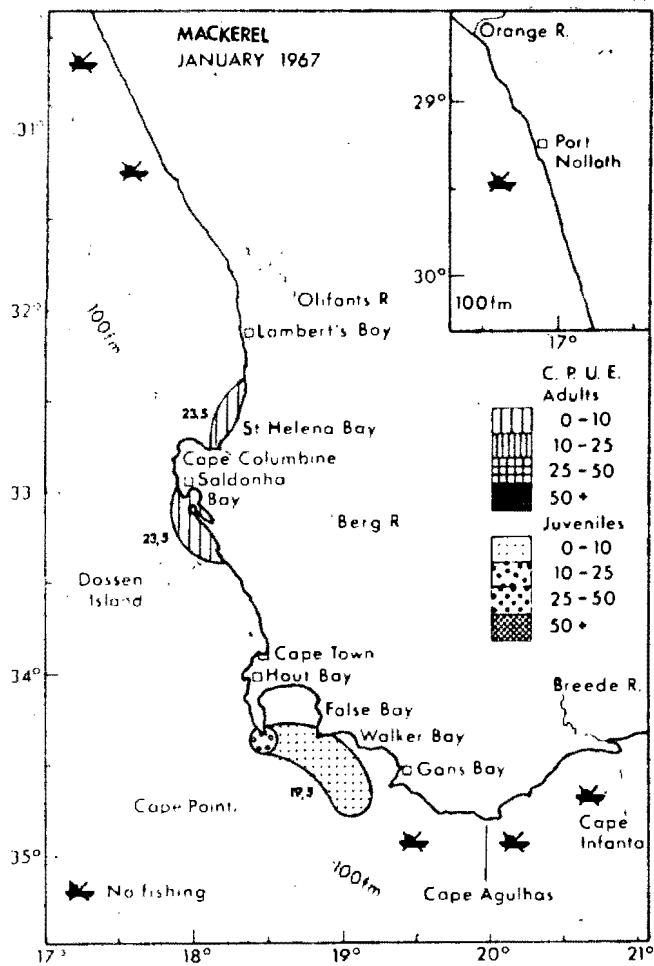 MACKEREL
JANUARY 1967
Orange R.
29°
Port
Nolloth
30°
100fm
17°
31°
32°
100fm
Olifants R
Lambert's Bay
23,5
St Helena Bay
Cape Columbine
Saldanha
Bay
33
23,5
Berg R
Dassen
Island
C. P. U. E.
Adults
0-10
10-25
25-50
50+
Juveniles
0-10
10-25
25-50
50+
34°
Cape Town
Hout Bay
Breede R.
False Bay
Walker Bay
Gans Bay
19,5
Cape Point
Cape
Infanta
35°
100fm
No fishing
Cape Agulhas
17°
18°
19°
20°
21°